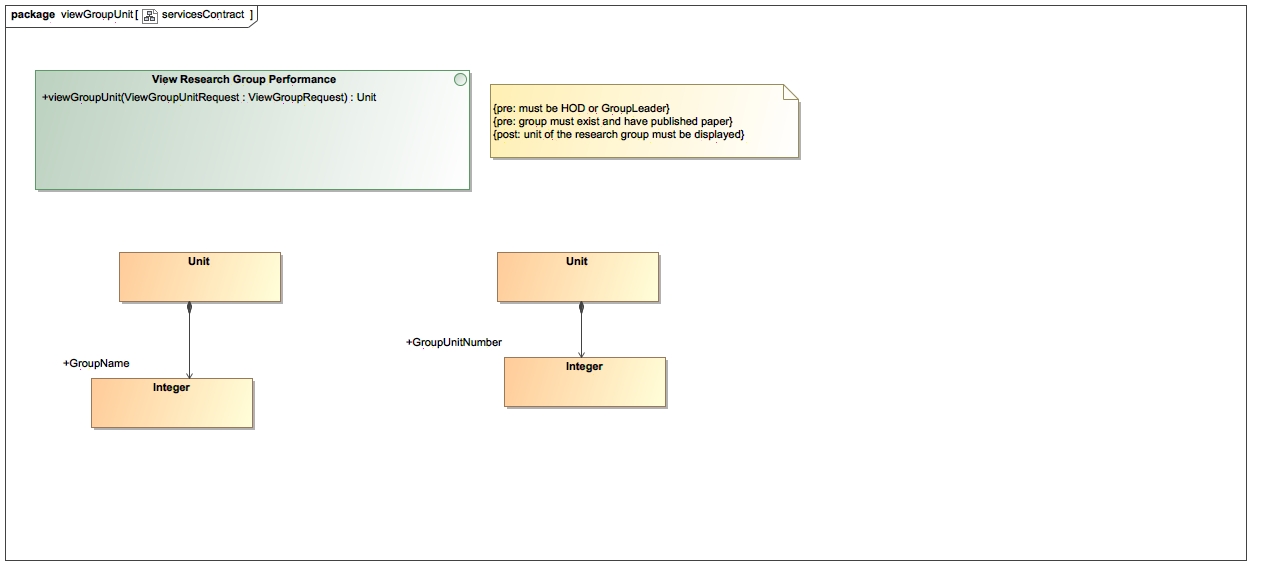 package viewGroupUnit[ servicesContract ]
View Research Group Performance
+viewGroupUnit(ViewGroupUnitRequest : ViewGroupRequest) : Unit
{pre: must be HOD or GroupLeader}
{pre: group must exist and have published paper}
{post: unit of the research group must be displayed}
Unit
Unit
+GroupName
+GroupUnitNumber
Integer
Integer